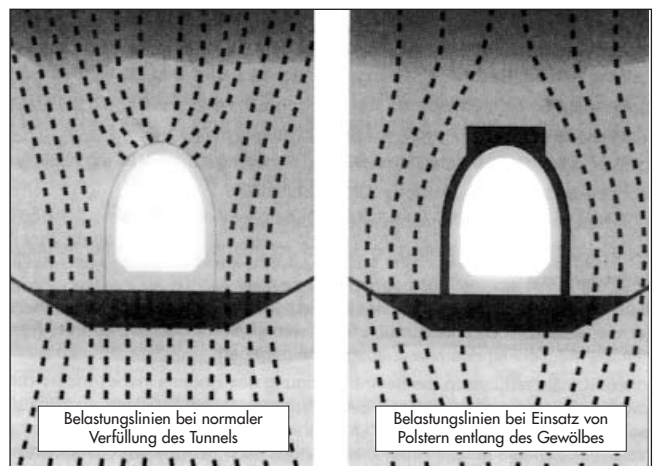 Belastungslinien bei normaler
Verfüllung des Tunnels
Belastungslinien bei Einsatz von
Polstern entlang des Gewölbes